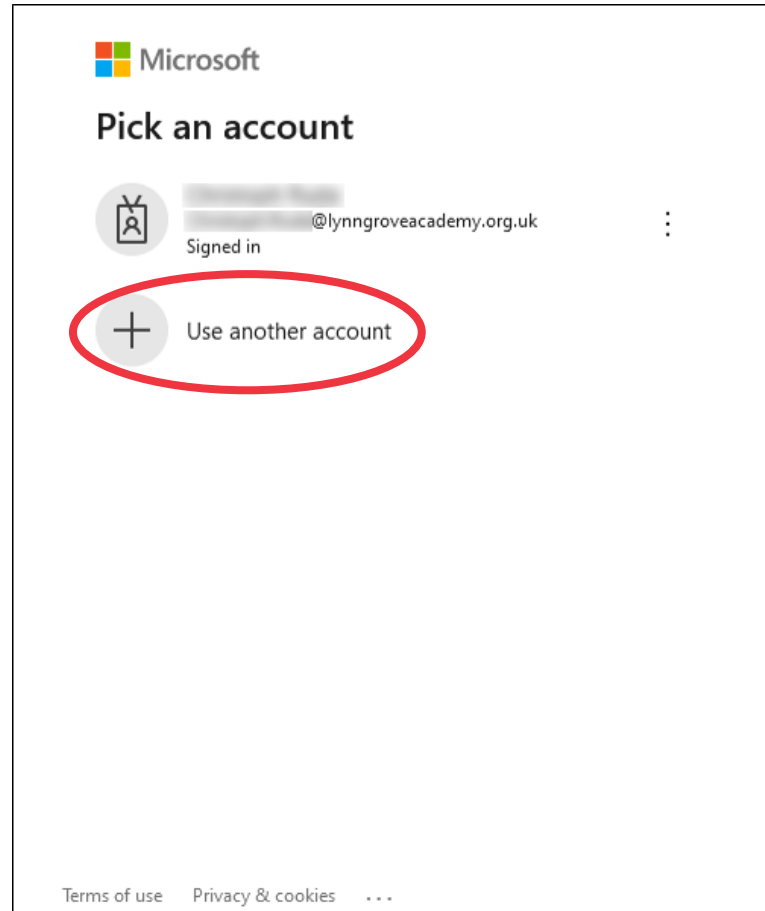 Microsoft
Pick an account
@lynngroveacademy.org.uk
Signed in
Use another account
Terms of use Privacy & cookies ...